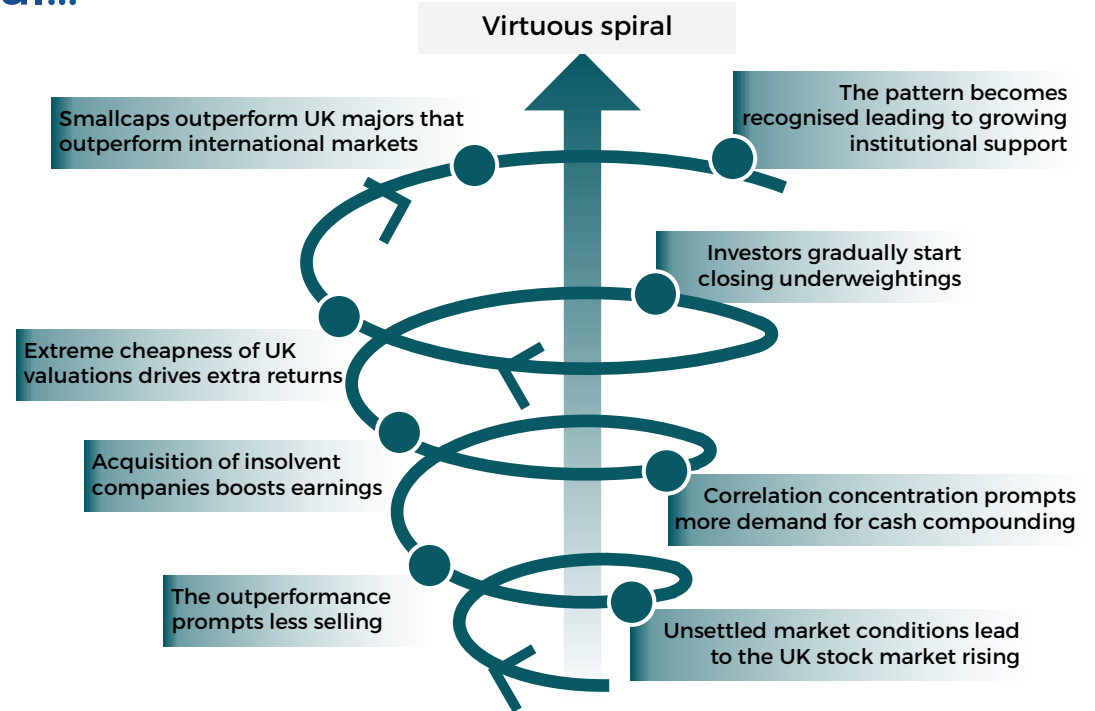 Virtuous spiral
Smallcaps outperform UK majors that
outperform international markets
The pattern becomes
recognised leading to growing
institutional support
Investors gradually start
closing underweightings
Extreme cheapness of UK
valuations drives extra returns
Acquisition of insolvent
companies boosts earnings
Correlation concentration prompts
more demand for cash compounding
The outperformance
prompts less selling
Unsettled market conditions lead
to the UK stock market rising